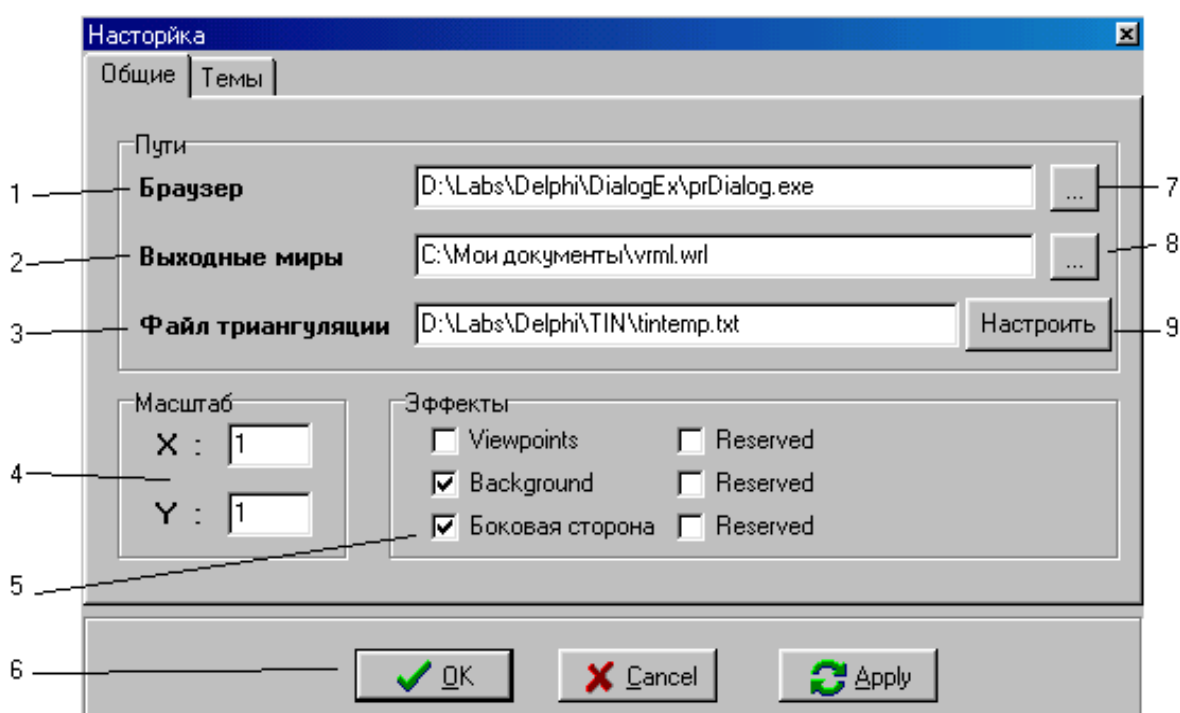 Насторйка
Общие Темы
Пути
1 Браузер D:\Labs\Delphi\DialogEx\prDialog.exe ... 7
2 Выходные миры C:\Мои документы\vrml.wrl ... 8
3 Файл триангуляции D:\Labs\Delphi\TIN\tintemp.txt Настроить 9
Масштаб Эффекты
X : 1 Viewpoints Reserved
4 Background Reserved
Y : 1 Боковая сторона Reserved
5
6 OK Cancel Apply